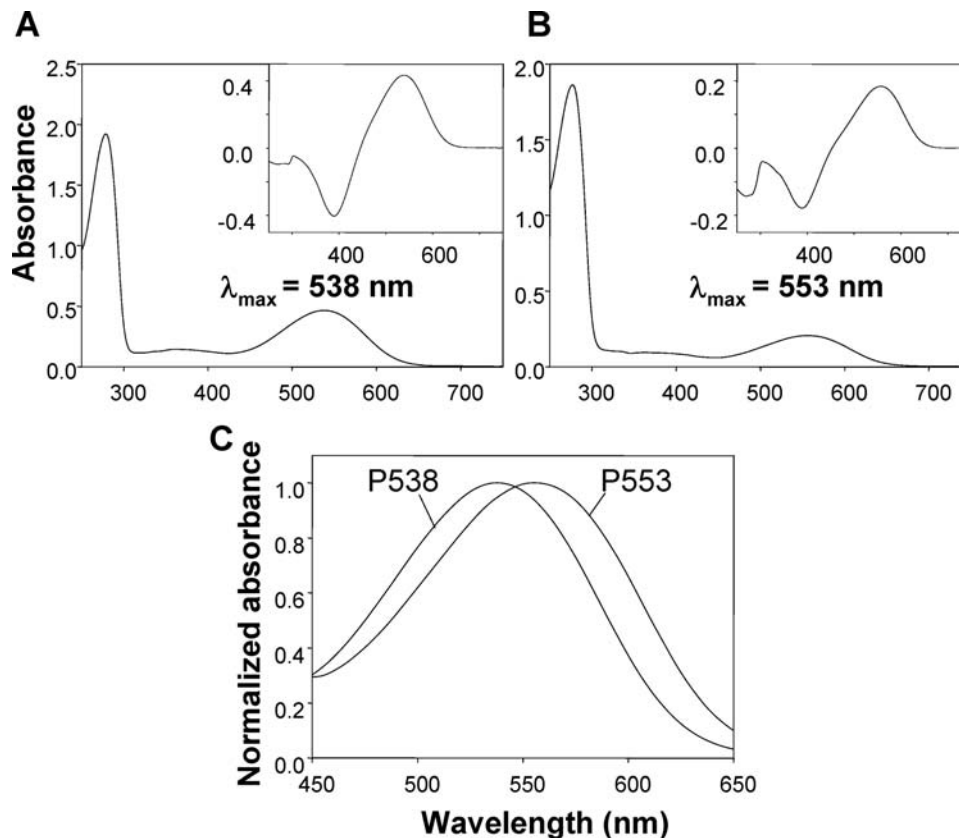 A
B
2.5
2.0
1.5
1.0
0.5
0.0
Absorbance
0.4
0.0
-0.4
400 600
λmax = 538 nm
300 400 500 600 700
2.0
1.5
1.0
0.5
0.0
0.2
0.0
-0.2
400 600
λmax = 553 nm
300 400 500 600 700
C
Normalized absorbance
1.0
0.8
0.6
0.4
0.2
0.0
P538 P553
450 500 550 600 650
Wavelength (nm)